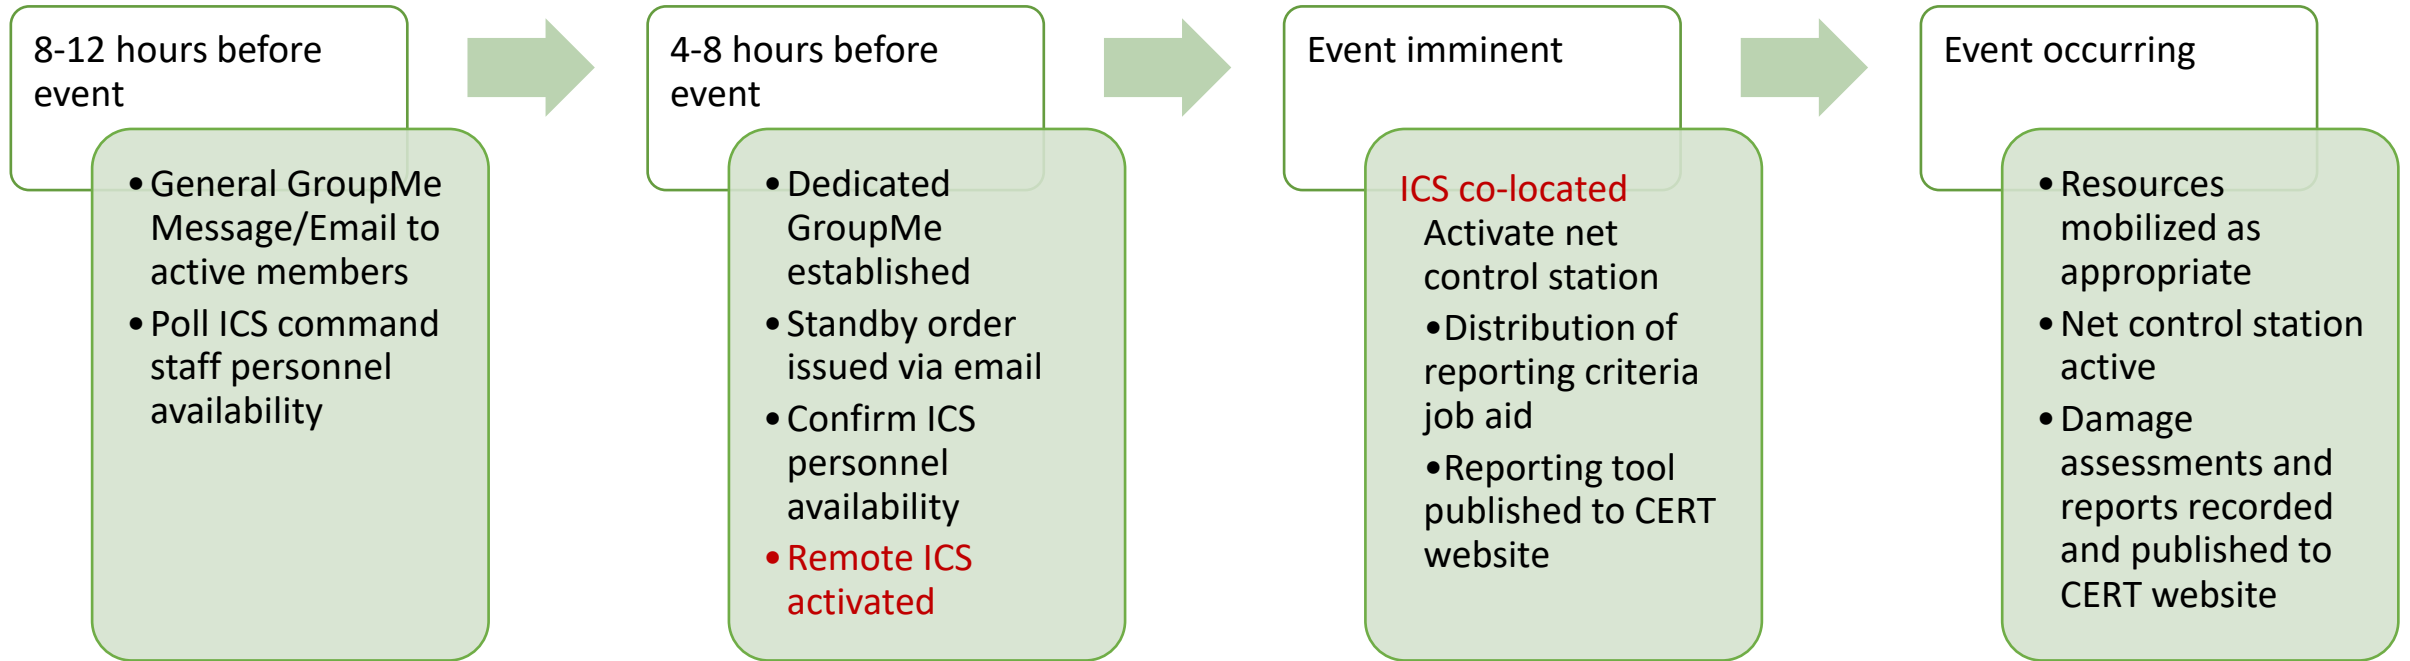 8-12 hours before
event
• General GroupMe
Message/Email to
active members
• Poll ICS command
staff personnel
availability
4-8 hours before
event
• Dedicated
GroupMe
established
• Standby order
issued via email
• Confirm ICS
personnel
availability
• Remote ICS
activated
Event imminent
ICS co-located
Activate net
control station
•Distribution of
reporting criteria
job aid
•Reporting tool
published to CERT
website
Event occurring
• Resources
mobilized as
appropriate
• Net control station
active
• Damage
assessments and
reports recorded
and published to
CERT website